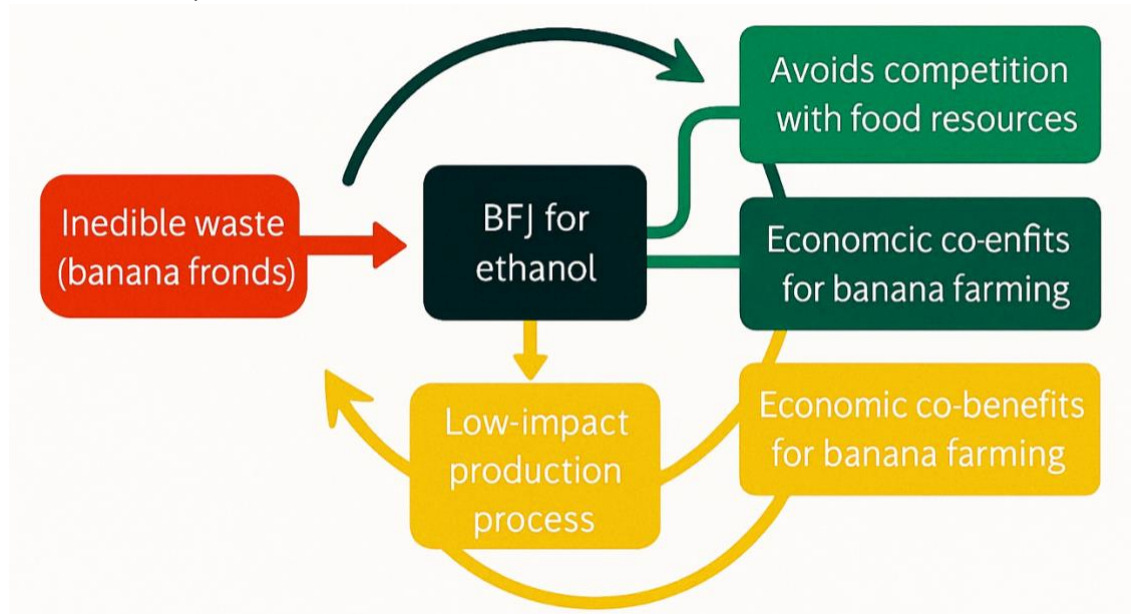 Inedible waste
(banana fronds)
BFJ for
ethanol
Low-impact
production
process
Avoids competition
with food resources
Economcic co-enfits
for banana farming
Economic co-benefits
for banana farming